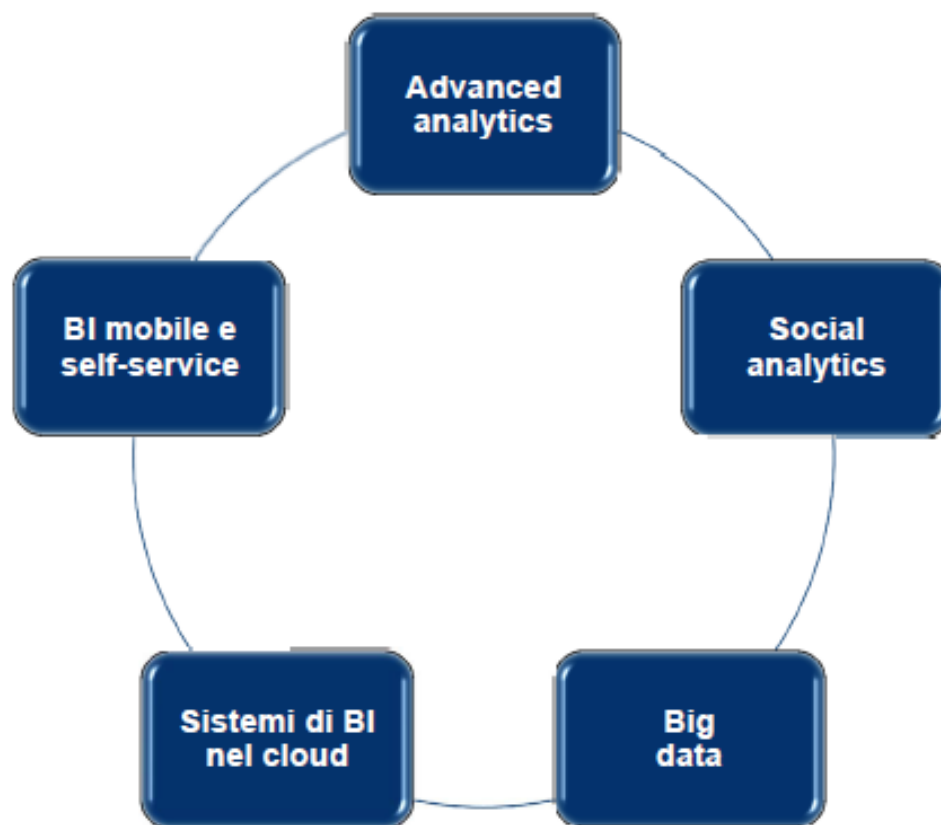 Advanced
analytics
Social
analytics
Big
data
Sistemi di BI
nel cloud
BI mobile e
self-service